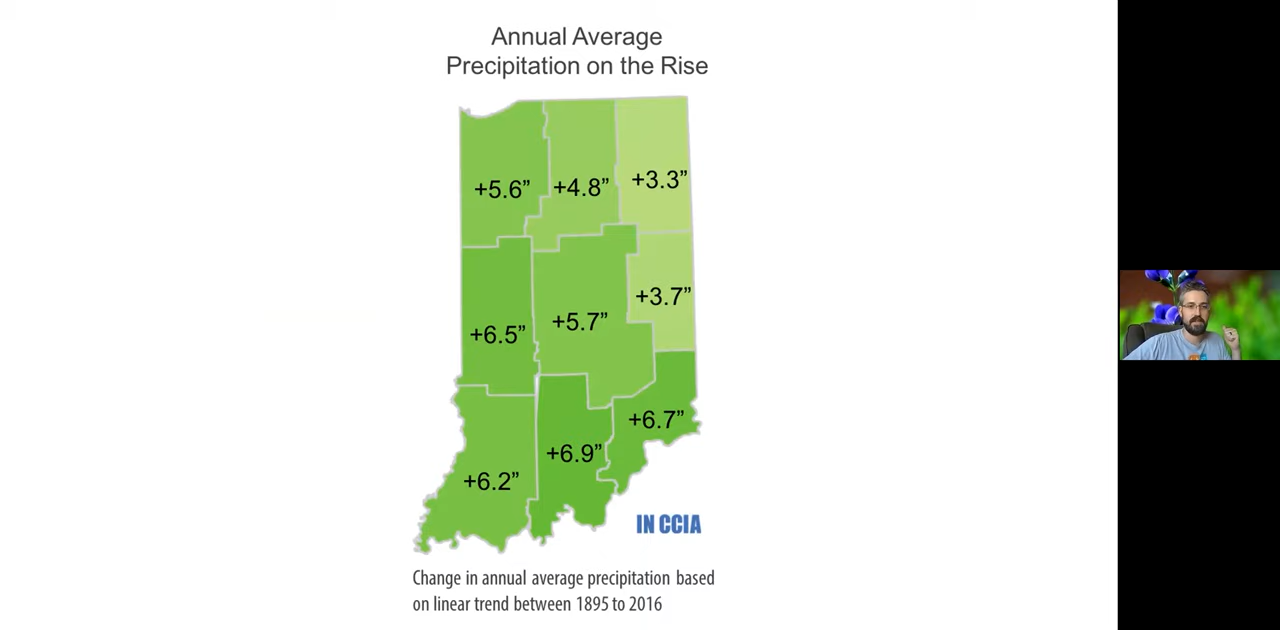 Annual Average
Precipitation on the Rise
+5.6”
+4.8”
+3.3”
+6.5”
+5.7”
+3.7”
+6.2”
+6.9”
+6.7”
IN CCIA
Change in annual average precipitation based
on linear trend between 1895 to 2016